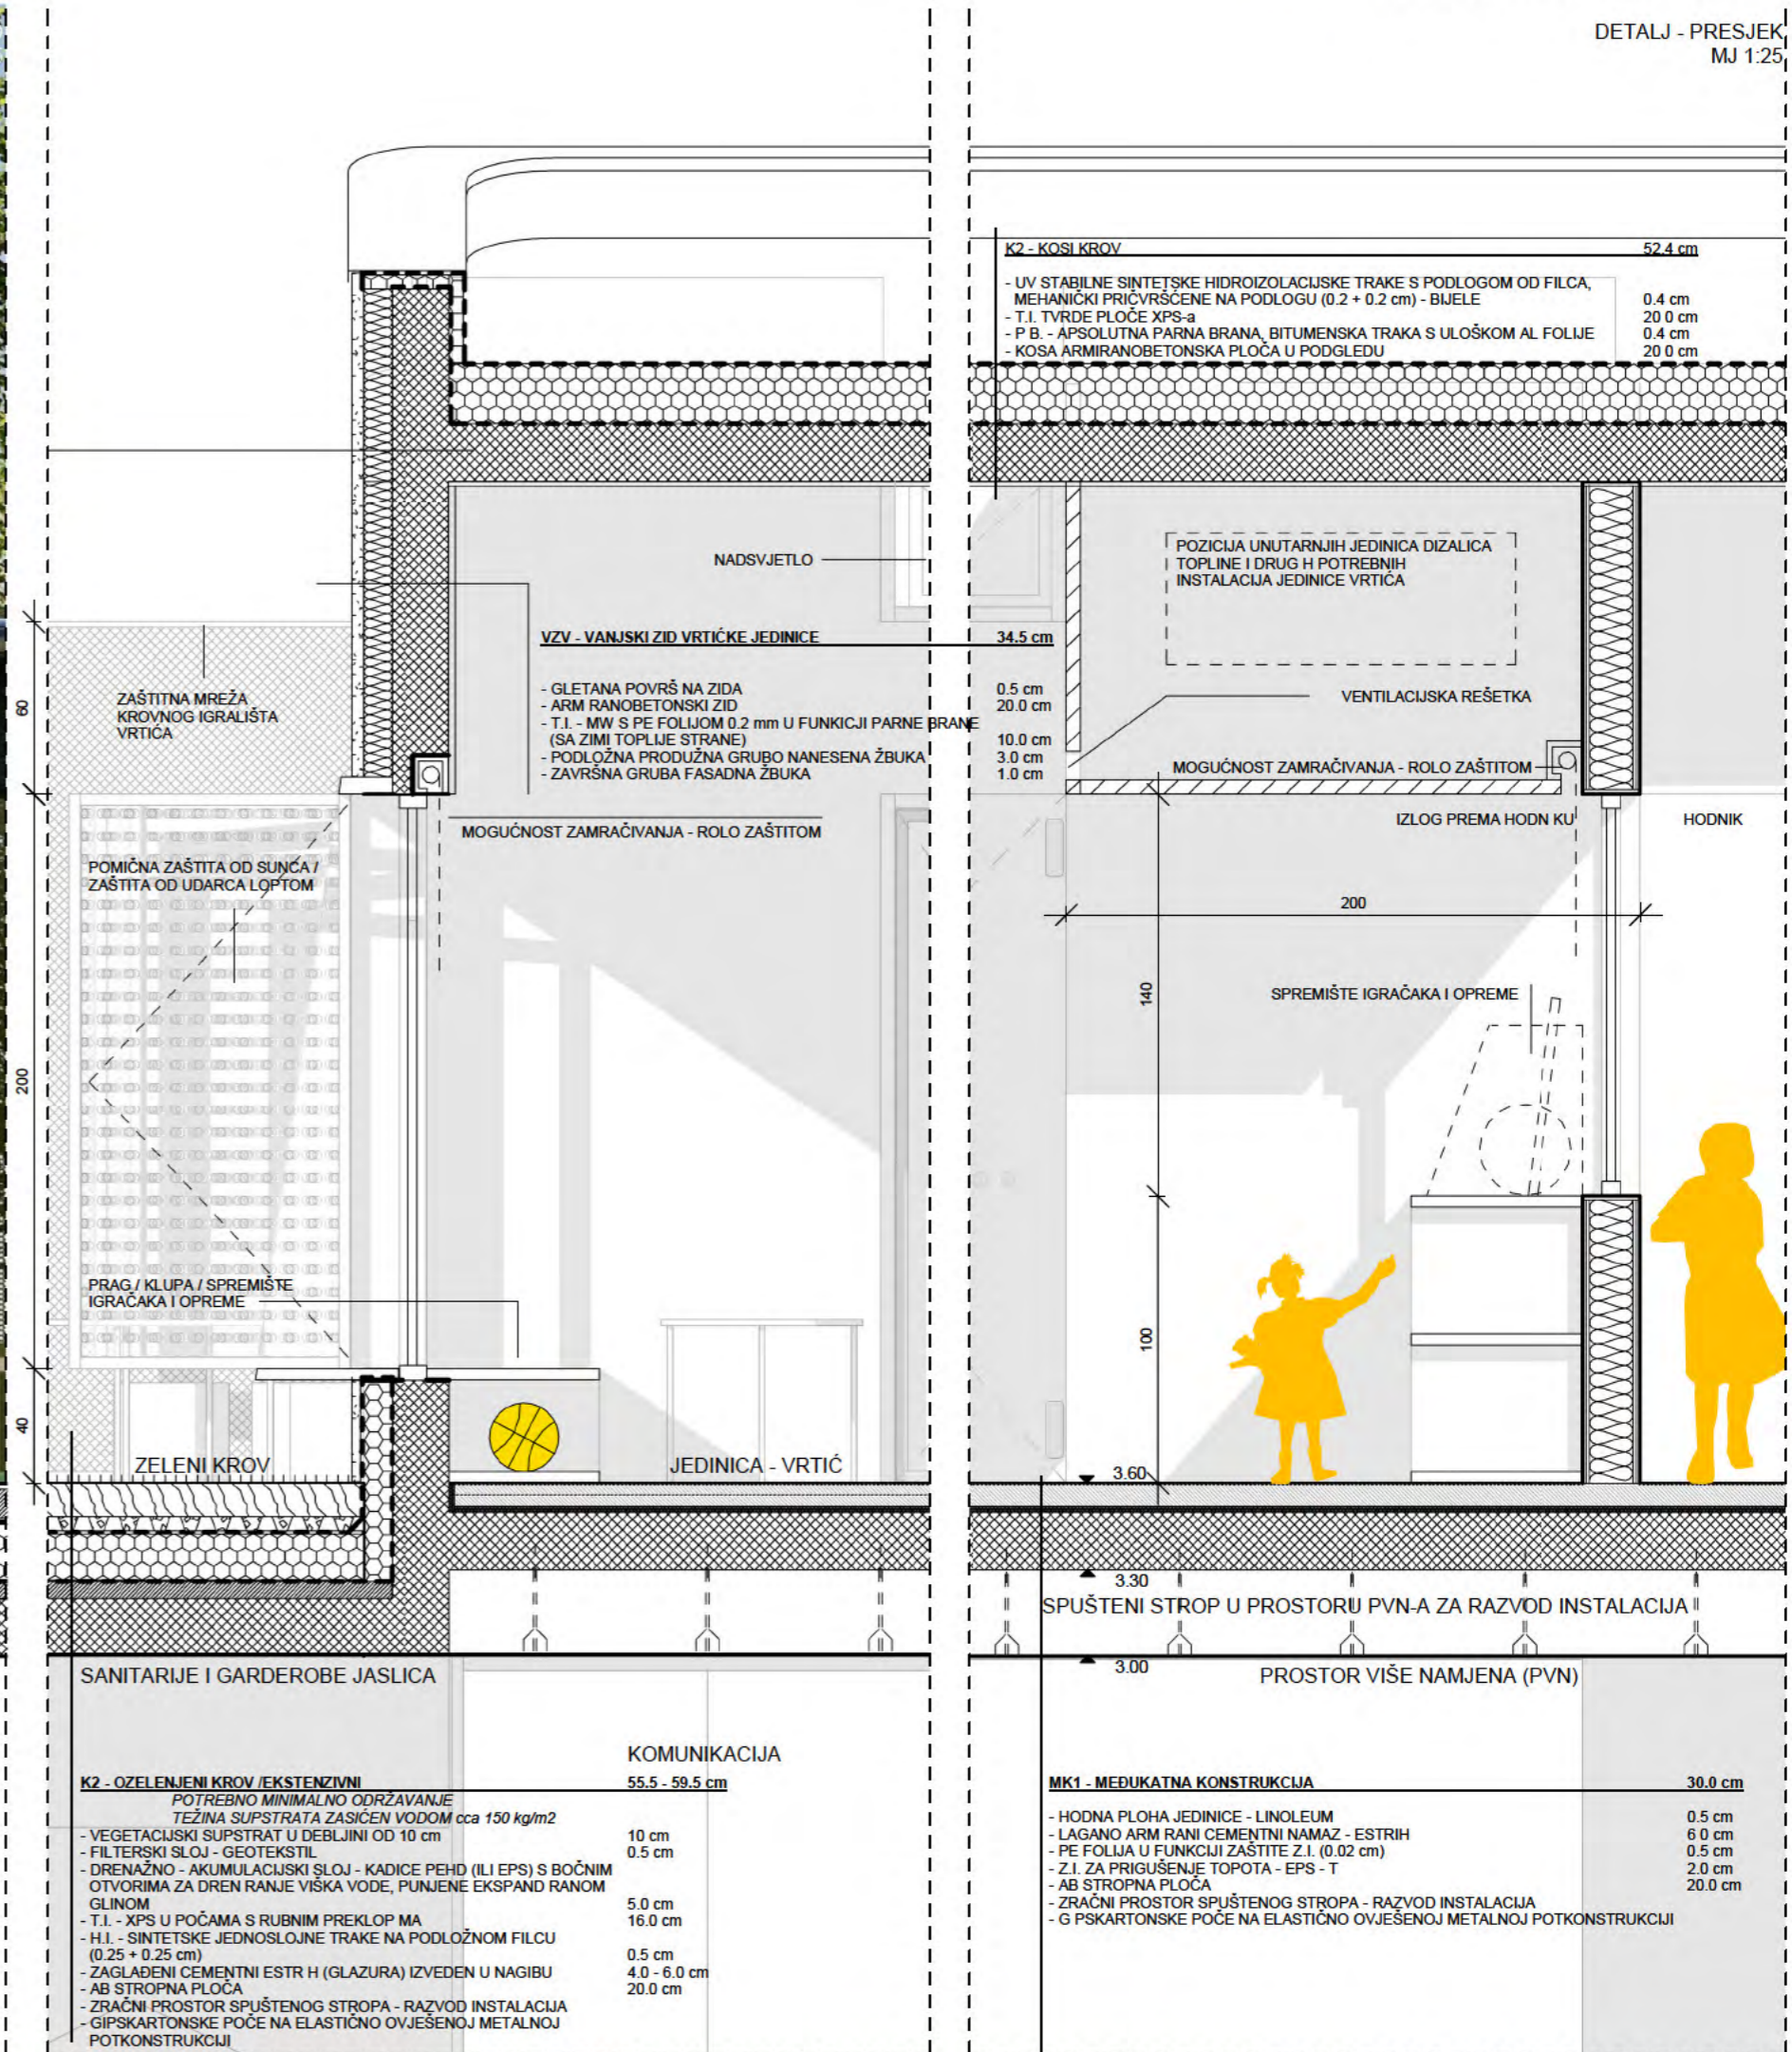 DETALJ - PRESJEK
MJ 1:25
K2 - KOSI KROV 52.4 cm
- UV STABILNE SINTETSKE HIDROIZOLACIJSKE TRAKE S PODLOGOM OD FILCA,
MEHANIČKI PRIČVRŠĆENE NA PODLOGU (0.2 + 0.2 cm) - BIJELE 0.4 cm
- T.I. TVRDE PLOČE XPS-a 20 0 cm
- P B. - APSOLUTNA PARNA BRANA, BITUMENSKA TRAKA S ULOŠKOM AL FOLIJE 0.4 cm
- KOSA ARMIRANOBETONSKA PLOČA U PODGLEDU 20 0 cm
NADSVJETLO
POZICIJA UNUTARNJIH JEDINICA DIZALICA
TOPLINE I DRUG H POTREBNIH
INSTALACIJA JEDINICE VRTIĆA
VZV - VANJSKI ZID VRTIĆKE JEDINICE 34.5 cm
- GLETANA POVRŠ NA ZIDA 0.5 cm
- ARM RANOBETONSKI ZID 20.0 cm
- T.I. - MW S PE FOLIJOM 0.2 mm U FUNKICJI PARNE BRANE
(SA ZIMI TOPLIJE STRANE) 10.0 cm
- PODLOŽNA PRODUŽNA GRUBO NANESENA ŽBUKA 3.0 cm
- ZAVRŠNA GRUBA FASADNA ŽBUKA 1.0 cm
ZAŠTITNA MREŽA
KROVNOG IGRALIŠTA
VRTIĆA
60
VENTILACIJSKA REŠETKA
MOGUĆNOST ZAMRAČIVANJA - ROLO ZAŠTITOM
IZLOG PREMA HODN KU
HODNIK
MOGUĆNOST ZAMRAČIVANJA - ROLO ZAŠTITOM
POMIČNA ZAŠTITA OD SUNCA /
ZAŠTITA OD UDARCA LOPTOM
200
140
SPREMIŠTE IGRAČAKA I OPREME
200
PRAG / KLUPA / SPREMIŠTE
IGRAČAKA I OPREME
100
40
ZELENI KROV
JEDINICA - VRTIĆ
3.60
3.30
SPUŠTENI STROP U PROSTORU PVN-A ZA RAZVOD INSTALACIJA
3.00
SANITARIJE I GARDEROBE JASLICA
PROSTOR VIŠE NAMJENA (PVN)
KOMUNIKACIJA
K2 - OZELENJENI KROV /EKSTENZIVNI 55.5 - 59.5 cm
POTREBNO MINIMALNO ODRŽAVANJE
TEŽINA SUPSTRATA ZASIĆEN VODOM cca 150 kg/m2
- VEGETACIJSKI SUPSTRAT U DEBLJINI OD 10 cm 10 cm
- FILTERSKI SLOJ - GEOTEKSTIL 0.5 cm
- DRENAŽNO - AKUMULACIJSKI SLOJ - KADICE PEHD (ILI EPS) S BOČNIM
OTVORIMA ZA DREN RANJE VIŠKA VODE, PUNJENE EKSPAND RANOM
GLINOM 5.0 cm
- T.I. - XPS U POČAMA S RUBNIM PREKLOP MA 16.0 cm
- H.I. - SINTETSKE JEDNOSLOJNE TRAKE NA PODLOŽNOM FILCU
(0.25 + 0.25 cm) 0.5 cm
- ZAGLAĐENI CEMENTNI ESTR H (GLAZURA) IZVEDEN U NAGIBU 4.0 - 6.0 cm
- AB STROPNA PLOČA 20.0 cm
- ZRAČNI PROSTOR SPUŠTENOG STROPA - RAZVOD INSTALACIJA
- GIPSKARTONSKE POČE NA ELASTIČNO OVJEŠENOJ METALNOJ
POTKONSTRUKCIJI
MK1 - MEĐUKATNA KONSTRUKCIJA 30.0 cm
- HODNA PLOHA JEDINICE - LINOLEUM 0.5 cm
- LAGANO ARM RANI CEMENTNI NAMAZ - ESTRIH 6 0 cm
- PE FOLIJA U FUNKCIJI ZAŠTITE Z.I. (0.02 cm) 0.5 cm
- Z.I. ZA PRIGUŠENJE TOPOTA - EPS - T 2.0 cm
- AB STROPNA PLOČA 20.0 cm
- ZRAČNI PROSTOR SPUŠTENOG STROPA - RAZVOD INSTALACIJA
- G PSKARTONSKE POČE NA ELASTIČNO OVJEŠENOJ METALNOJ POTKONSTRUKCIJI